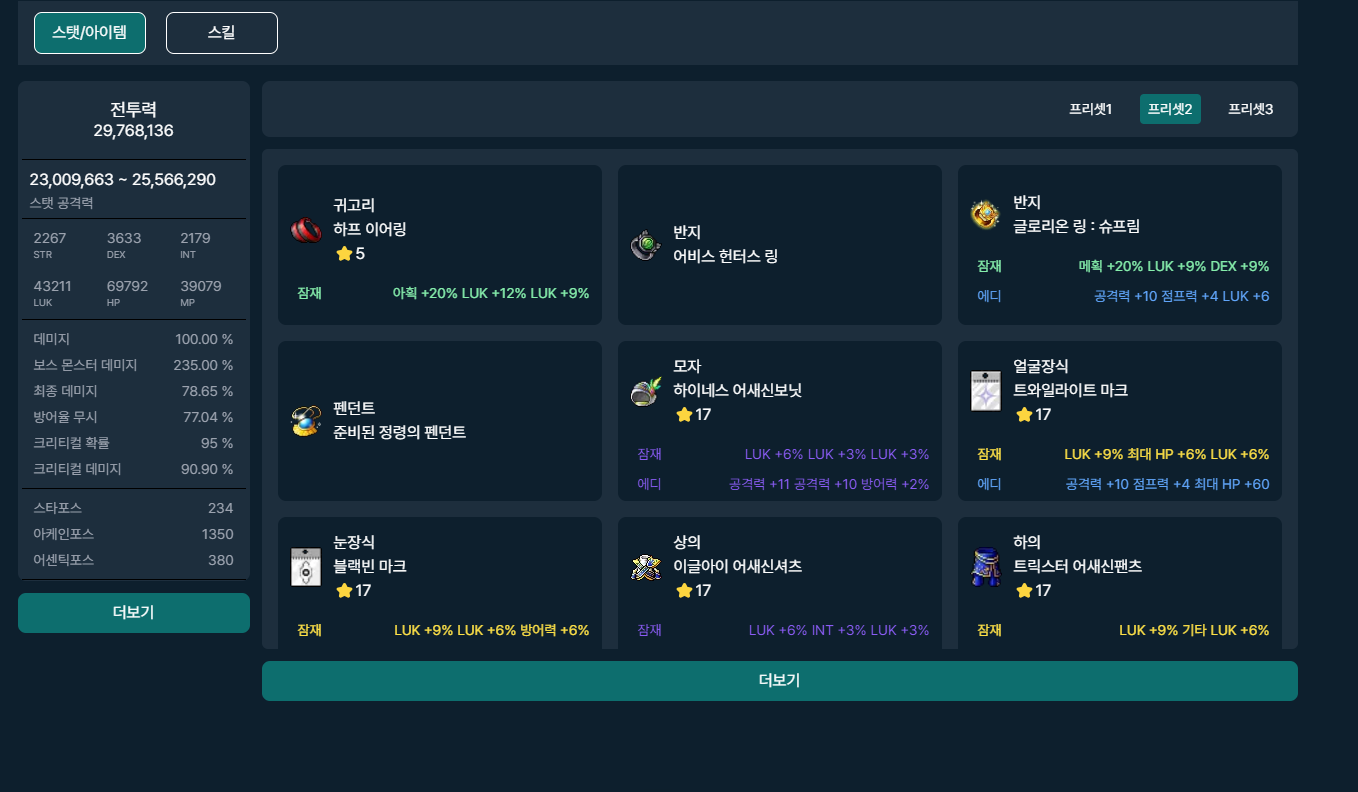 스탯/아이템 스킬
전투력
29,768,136
23,009,663 ~ 25,566,290
스탯 공격력
2267 3633 2179
STR DEX INT
43211 69792 39079
LUK HP MP
데미지 100.00 %
보스 몬스터 데미지 235.00 %
최종 데미지 78.65 %
방어율 무시 77.04 %
크리티컬 확률 95 %
크리티컬 데미지 90.90 %
스타포스 234
아케인포스 1350
어센틱포스 380
더보기
프리셋1 프리셋2 프리셋3
귀고리
하프 이어링
5
잠재 아획 +20% LUK +12% LUK +9%
반지
어비스 헌터스 링
반지
글로리온 링 : 슈프림
잠재 메획 +20% LUK +9% DEX +9%
에디 공격력 +10 점프력 +4 LUK +6
펜던트
준비된 정령의 펜던트
모자
하이네스 어새신보닛
17
잠재 LUK +6% LUK +3% LUK +3%
에디 공격력 +11 공격력 +10 방어력 +2%
얼굴장식
트와일라이트 마크
17
잠재 LUK +9% 최대 HP +6% LUK +6%
에디 공격력 +10 점프력 +4 최대 HP +60
눈장식
블랙빈 마크
17
잠재 LUK +9% LUK +6% 방어력 +6%
상의
이글아이 어새신셔츠
17
잠재 LUK +6% INT +3% LUK +3%
하의
트릭스터 어새신팬츠
17
잠재 LUK +9% 기타 LUK +6%
더보기